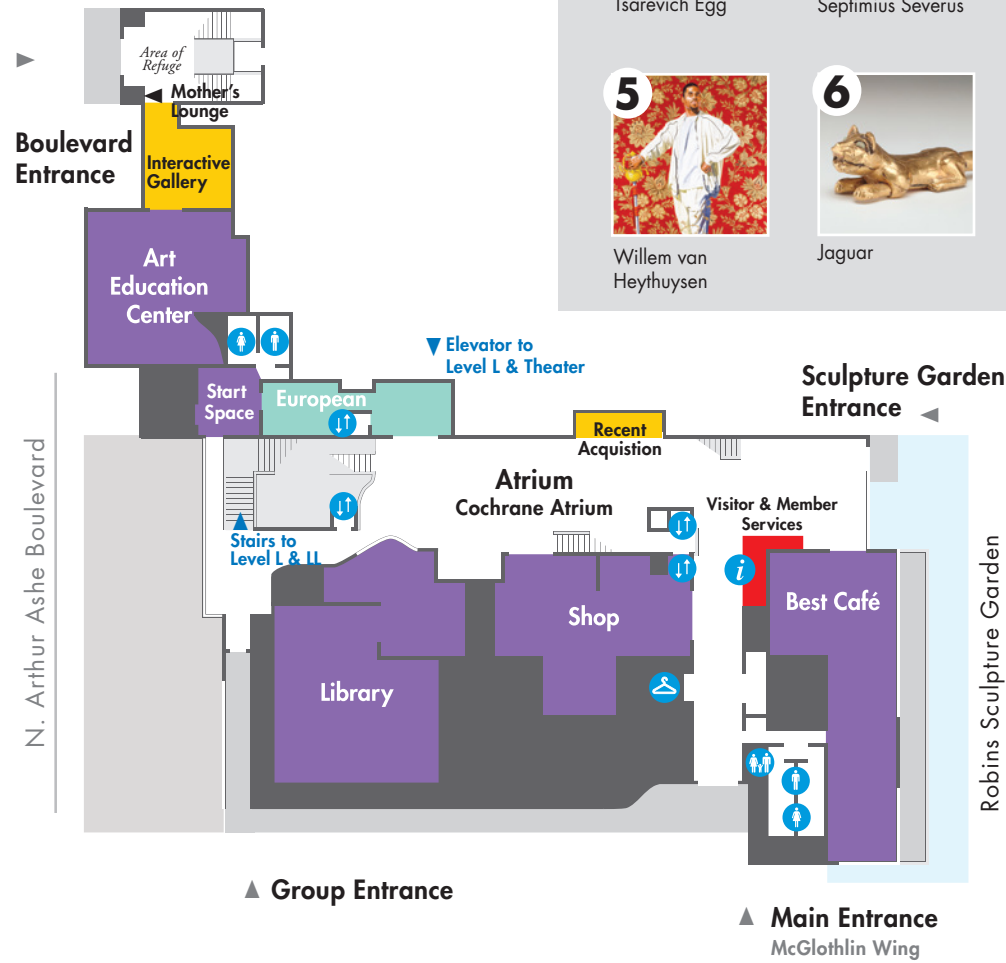 Tsarevich Egg
Septimius Severus
5
6
Willem van
Heythuysen
Jaguar
Area of
Refuge
Mother's
Lounge
Boulevard
Entrance
Interactive
Gallery
Art
Education
Center
Elevator to
Level L & Theater
Start
Space
European
Sculpture Garden
Entrance
Recent
Acquistion
Atrium
Cochrane Atrium
Visitor & Member
Services
i
Stairs to
Level L & LL
Best Café
Shop
Library
N. Arthur Ashe Boulevard
Robins Sculpture Garden
Group Entrance
Main Entrance
McGlothlin Wing